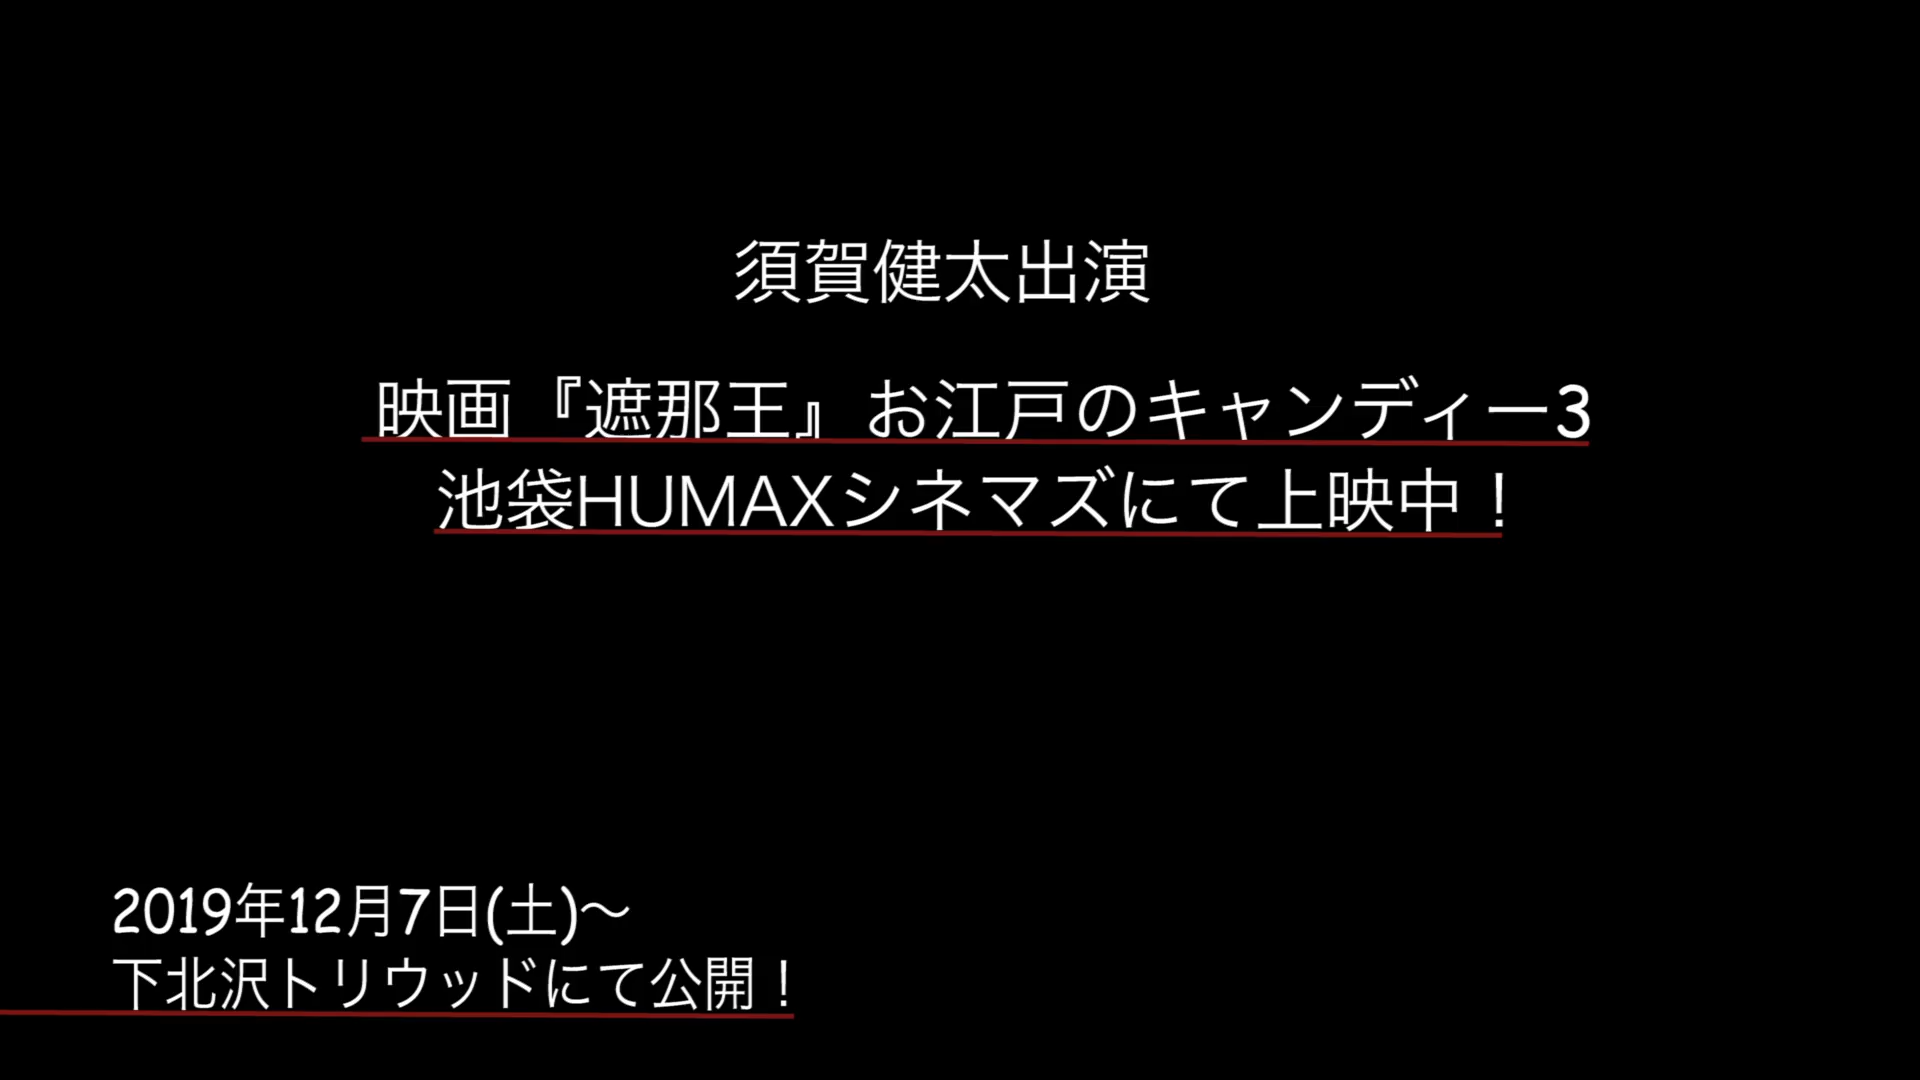 須賀健太出演
映画『遮那王』お江戸のキャンディー3
池袋HUMAXシネマズにて上映中！
2019年12月7日(土)〜
下北沢トリウッドにて公開！